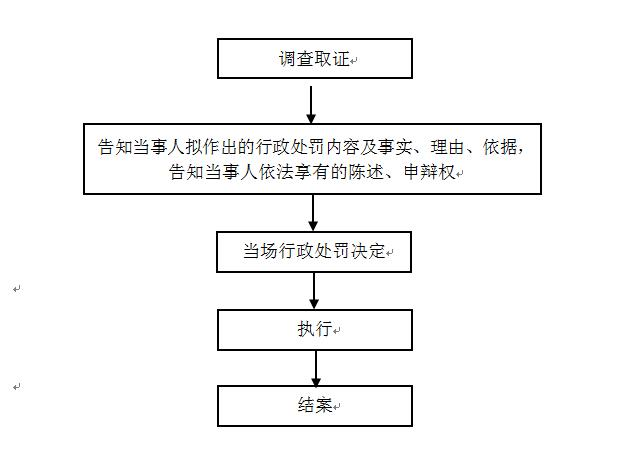 调查取证
告知当事人拟作出的行政处罚内容及事实、理由、依据，
告知当事人依法享有的陈述、申辩权
当场行政处罚决定
执行
结案